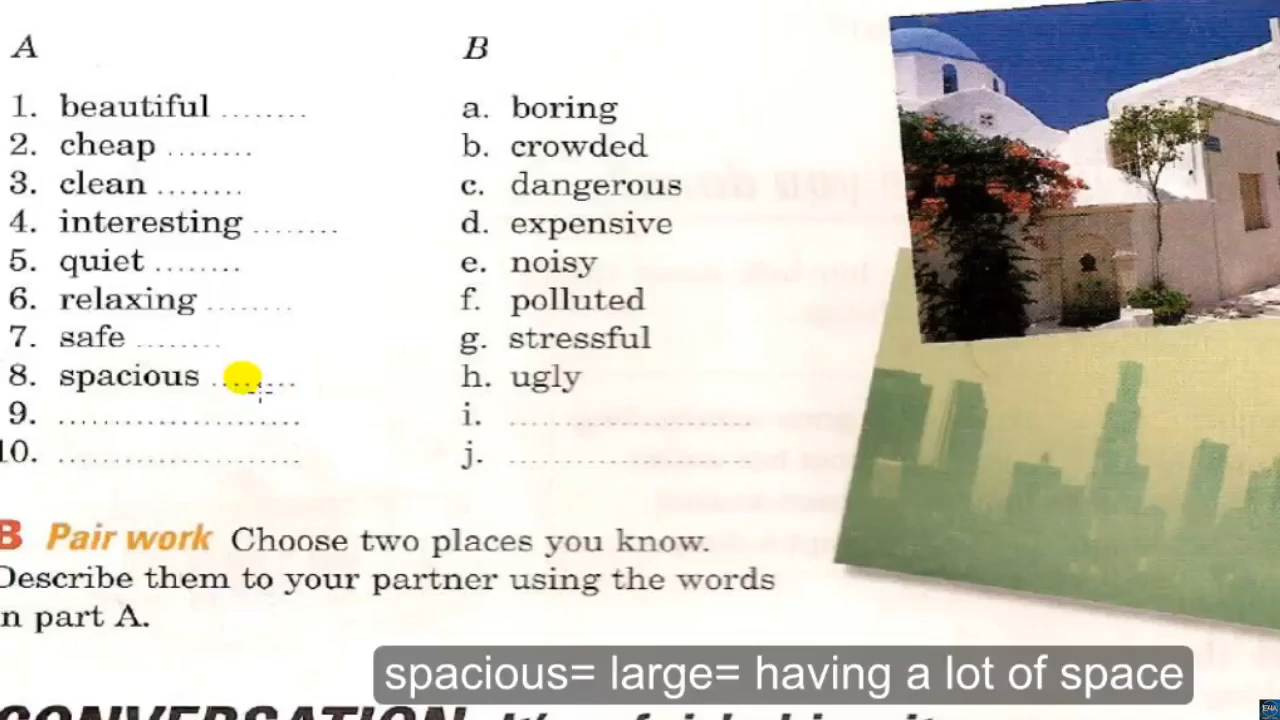 A
1. beautiful ........
2. cheap ........
3. clean ........
4. interesting ........
5. quiet ........
6. relaxing ........
7. safe ........
8. spacious ........
9. ........................
10. ........................
B
a. boring
b. crowded
c. dangerous
d. expensive
e. noisy
f. polluted
g. stressful
h. ugly
i. ........................
j. ........................
B Pair work Choose two places you know.
Describe them to your partner using the words
in part A.
spacious= large= having a lot of space
CONVERSATION